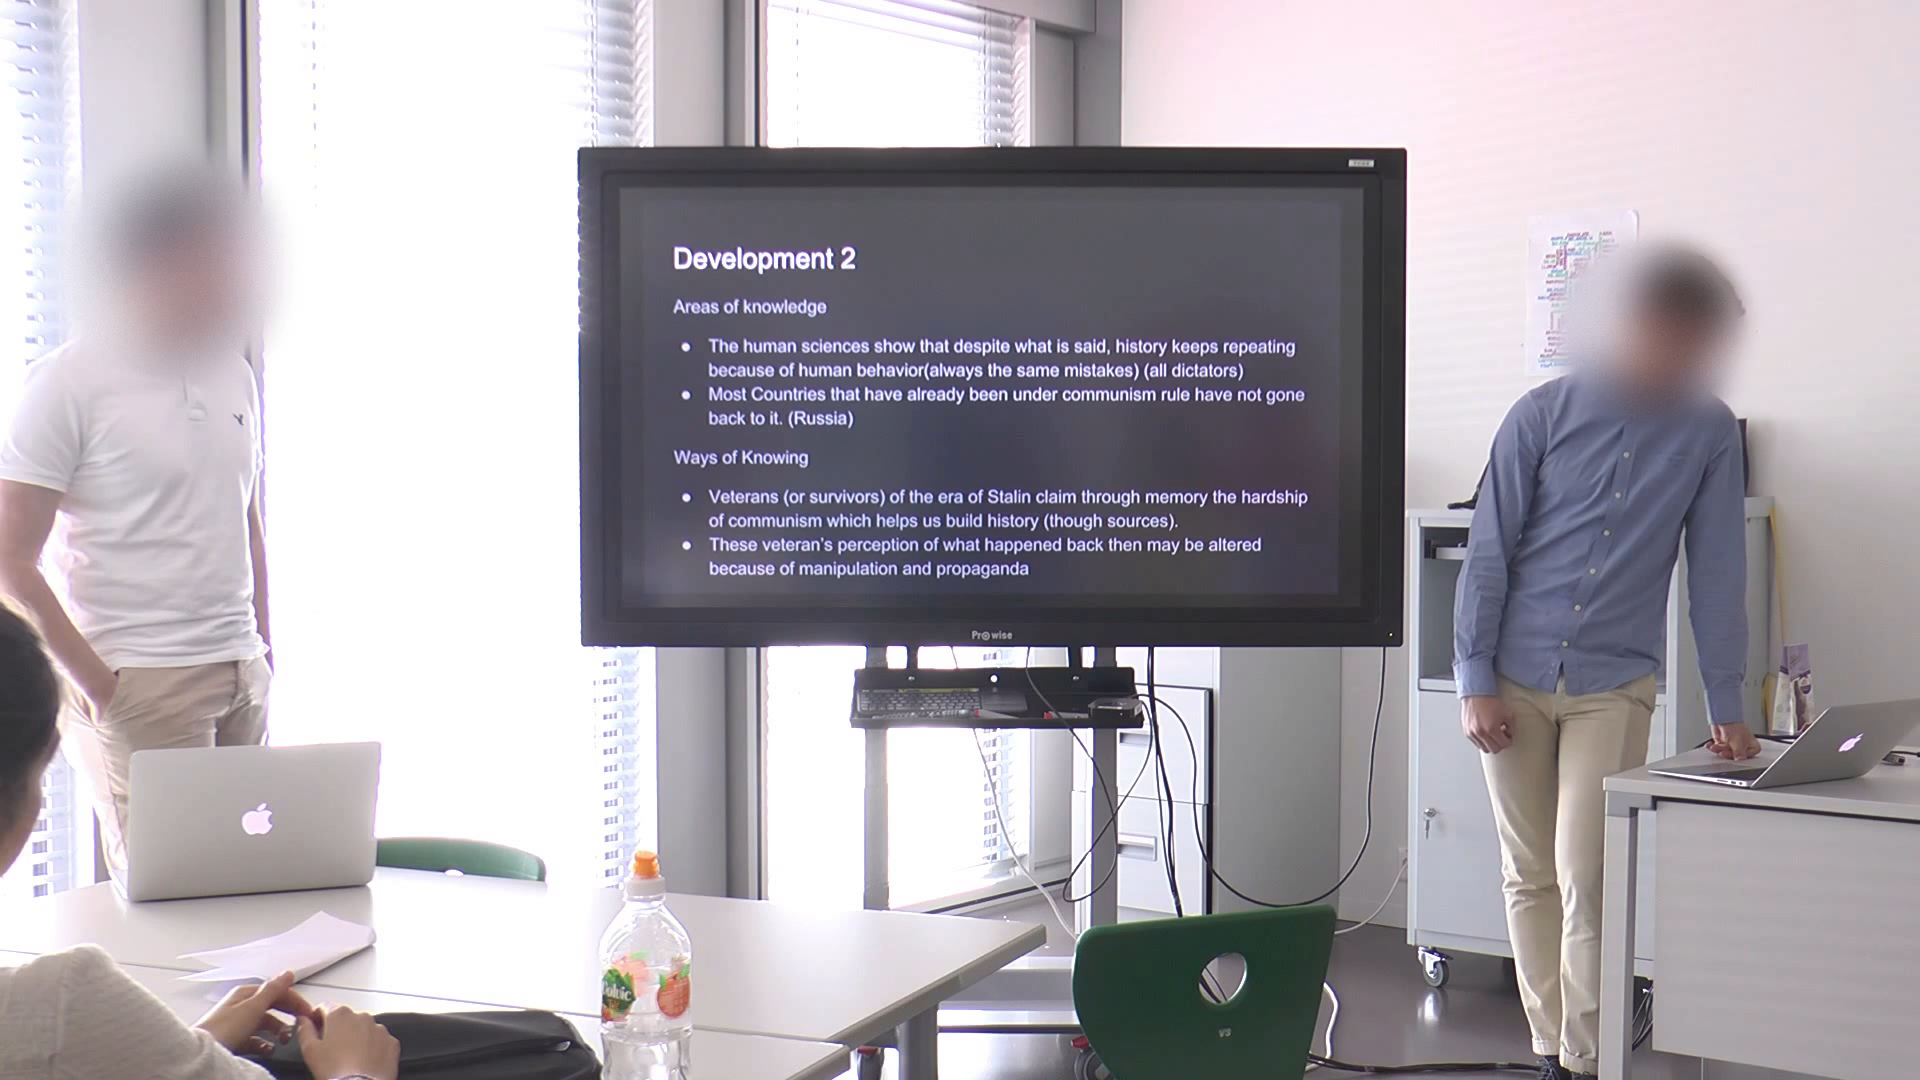 Development 2
Areas of knowledge
● The human sciences show that despite what is said, history keeps repeating
because of human behavior(always the same mistakes) (all dictators)
● Most Countries that have already been under communism rule have not gone
back to it. (Russia)
Ways of Knowing
● Veterans (or survivors) of the era of Stalin claim through memory the hardship
of communism which helps us build history (though sources).
● These veteran's perception of what happened back then may be altered
because of manipulation and propaganda
Prowise
Volvic
VS